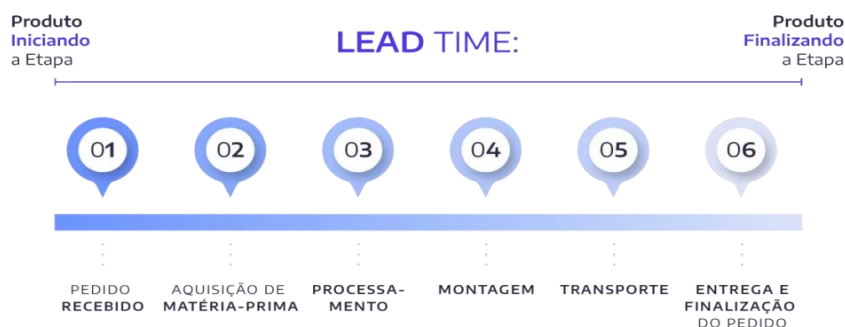 Produto
Iniciando
a Etapa
LEAD TIME:
Produto
Finalizando
a Etapa
01
02
03
04
05
06
PEDIDO
RECEBIDO
AQUISIÇÃO DE
MATÉRIA-PRIMA
PROCESSA-
MENTO
MONTAGEM
TRANSPORTE
ENTREGA E
FINALIZAÇÃO
DO PEDIDO